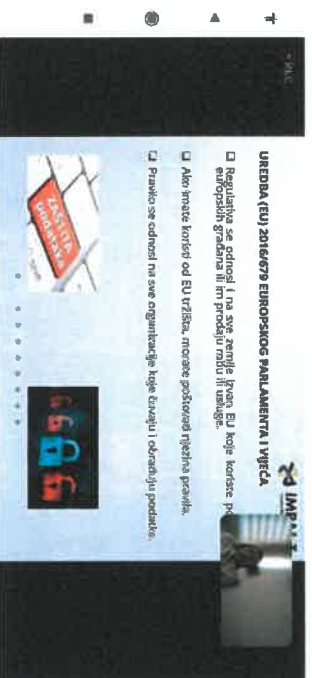 UREDBA (EU) 2016/679 EUROPSKOG PARLAMENTA I VIJEĆA
Regulativa se odnosi i na sve zemlje izvan EU koje koriste
europskih građana ili im prodaju robu ili usluge.
Ako imate koristi od EU tržišta, morate poštovati njezina pravila.
Pravilo se odnosi na sve organizacije koje čuvaju i obrađuju podatke.
ZAŠTITA
podataka